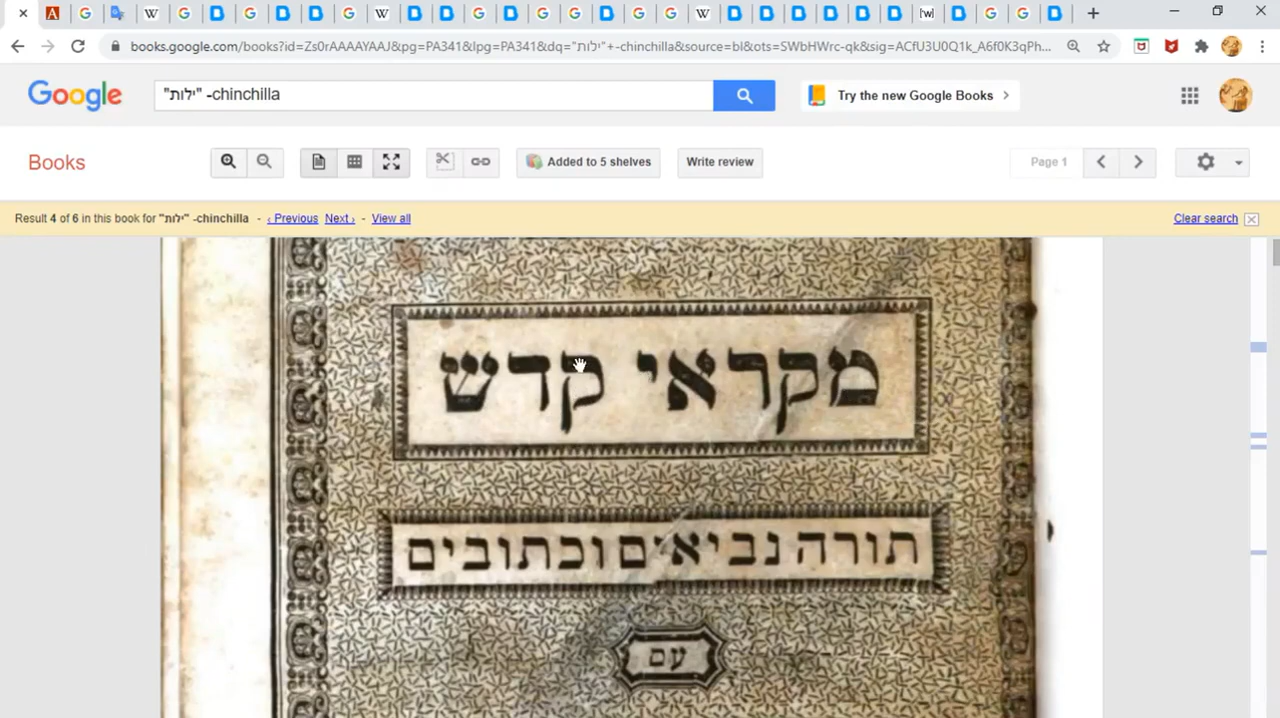 books.google.com/books?id=Zs0rAAAAYAAJ&pg=PA341&lpg=PA341&dq="ילות"+-chinchilla&source=bl&ots=SWbHWrc-qk&sig=ACfU3U0Q1k_A6f0K3qPh...
Google
"ילות" -chinchilla
Try the new Google Books
Books
Added to 5 shelves
Write review
Page 1
Result 4 of 6 in this book for "ילות" -chinchilla - ‹ Previous Next › - View all
Clear search
מקראי קדש
תורה נביאים וכתובים
עם